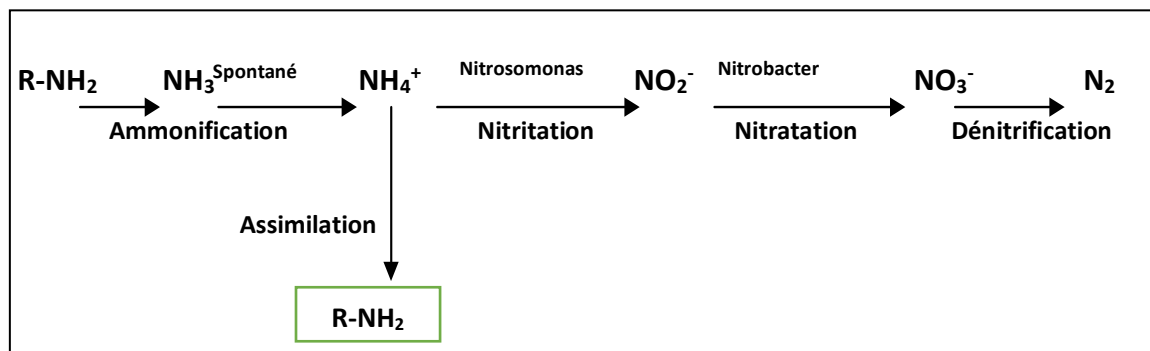 R-NH₂ NH₃ Spontané NH₄⁺ Nitrosomonas NO₂⁻ Nitrobacter NO₃⁻ N₂
Ammonification Nitritation Nitratation Dénitrification
Assimilation
R-NH₂